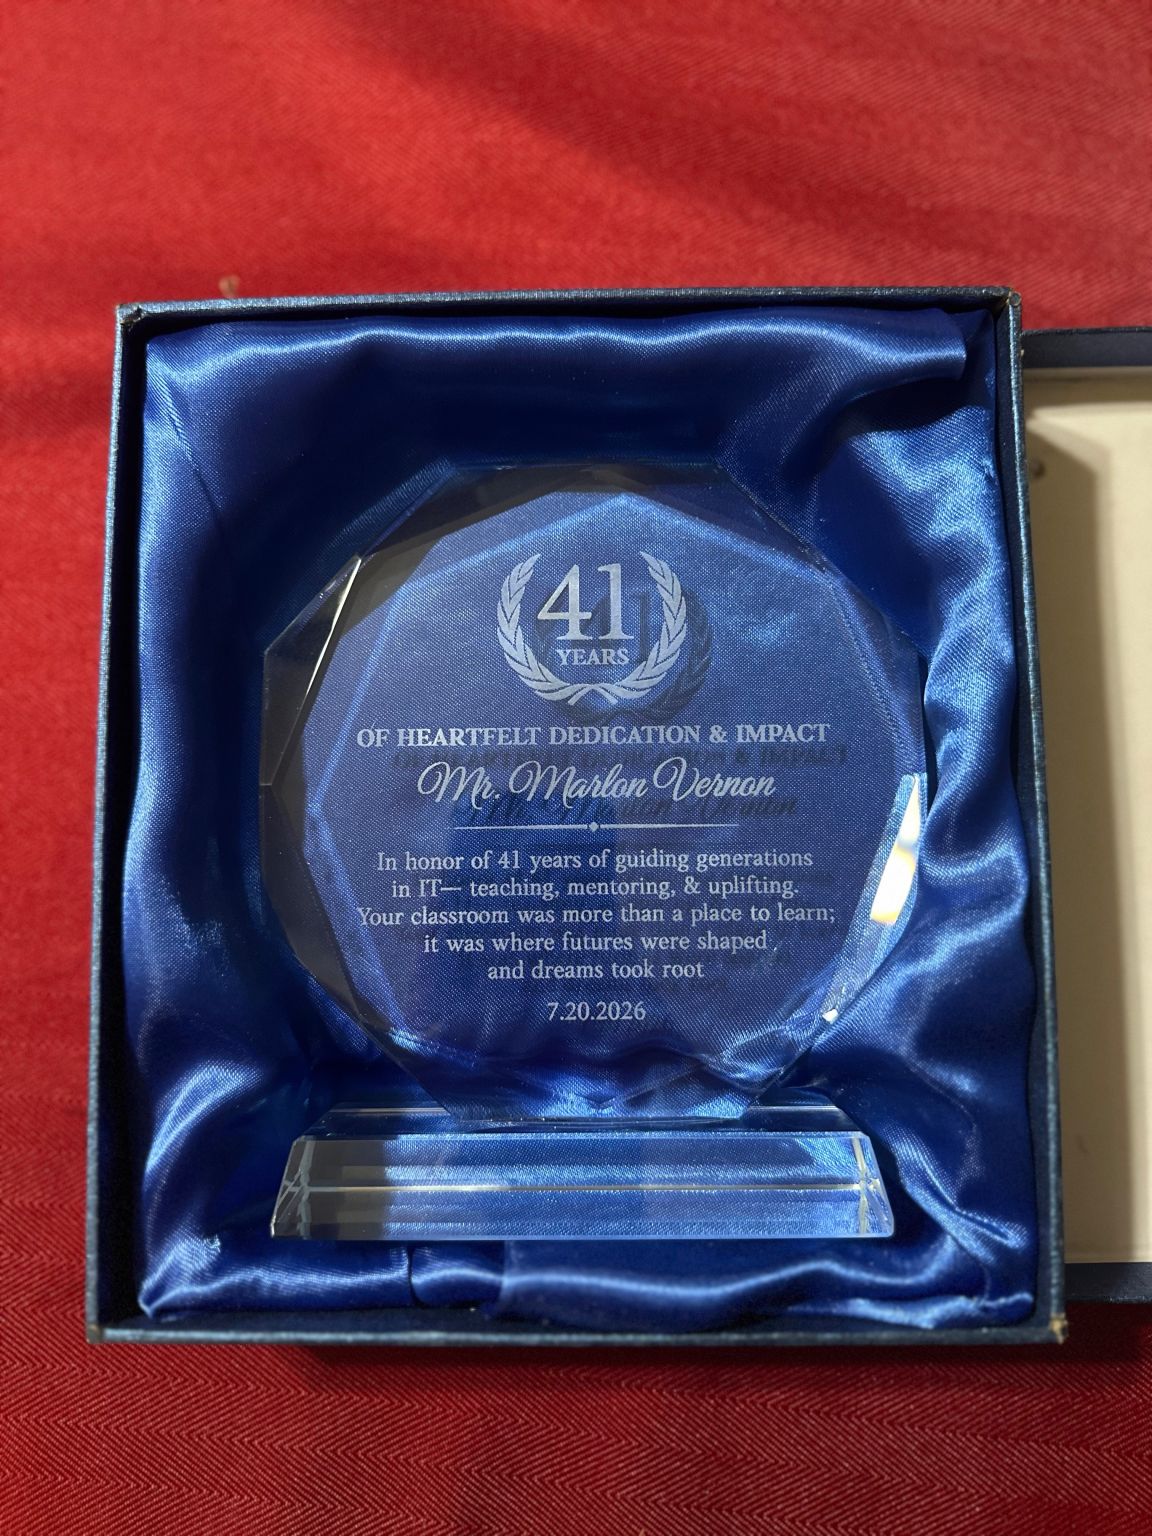 41
YEARS
OF HEARTFELT DEDICATION & IMPACT
Mr. Marlon Vernon
In honor of 41 years of guiding generations
in IT— teaching, mentoring, & uplifting.
Your classroom was more than a place to learn;
it was where futures were shaped ,
and dreams took root
7.20.2026